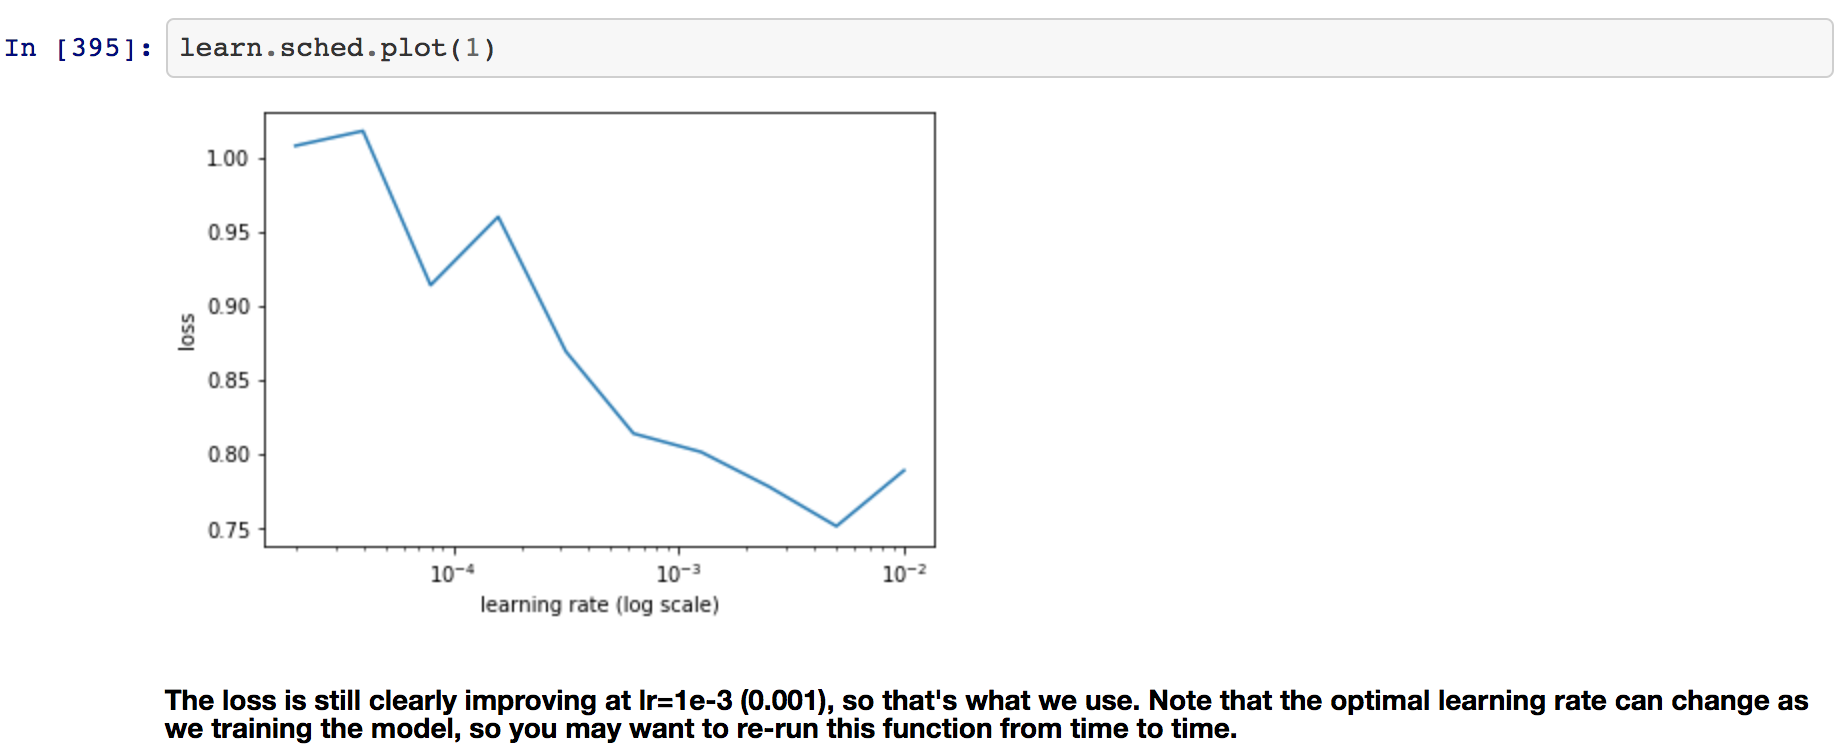 In [395]: learn.sched.plot(1)
1.00
0.95
0.90
0.85
0.80
0.75
loss
10⁻⁴ 10⁻³ 10⁻²
learning rate (log scale)
The loss is still clearly improving at lr=1e-3 (0.001), so that's what we use. Note that the optimal learning rate can change as
we training the model, so you may want to re-run this function from time to time.